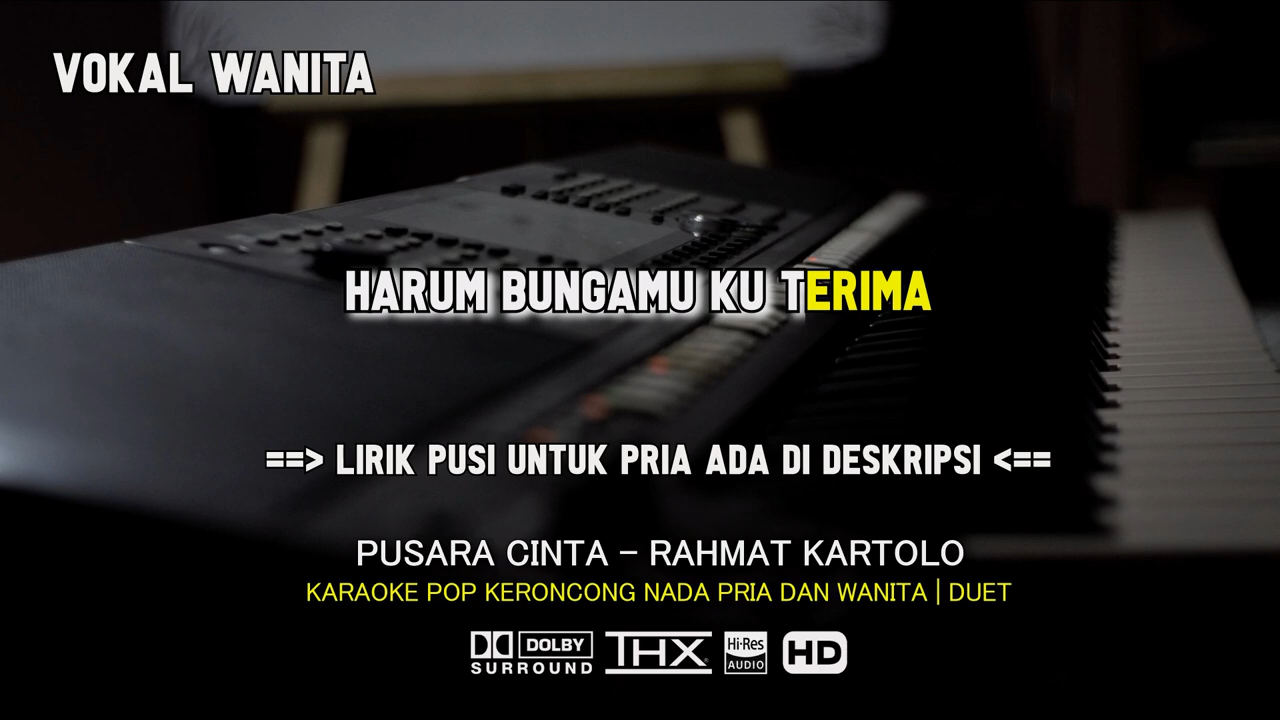 VOKAL WANITA
HARUM BUNGAMU KU TERIMA
==> LIRIK PUSI UNTUK PRIA ADA DI DESKRIPSI <==
PUSARA CINTA – RAHMAT KARTOLO
KARAOKE POP KERONCONG NADA PRIA DAN WANITA | DUET
DOLBY SURROUND THX Hi-Res AUDIO HD